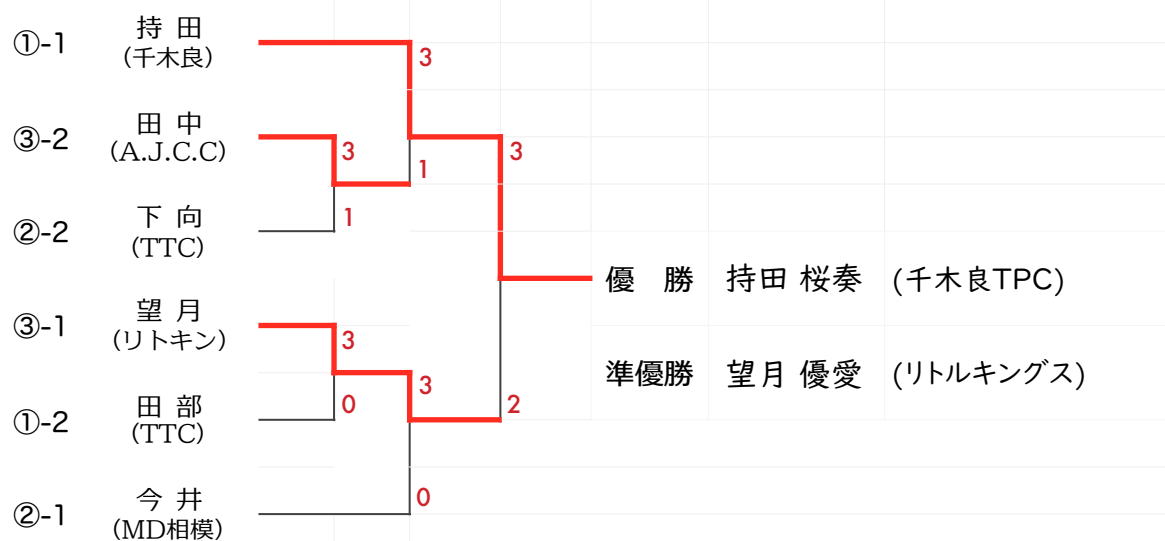 ①-1 持田
(千木良)
3
③-2 田中
(A.J.C.C)
3
3
1
②-2 下向
(TTC)
1
優 勝 持田 桜奏 (千木良TPC)
③-1 望月
(リトキン)
3
準優勝 望月 優愛 (リトルキングス)
3
①-2 田部
(TTC)
0
2
②-1 今井
(MD相模)
0